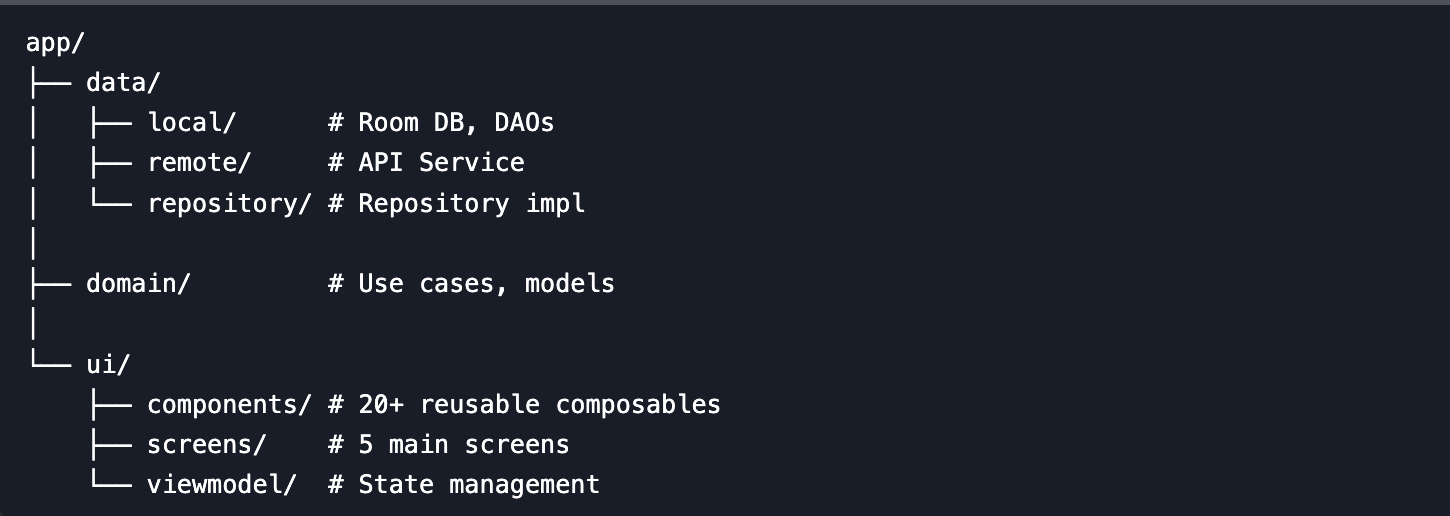 app/
├── data/
│   ├── local/      # Room DB, DAOs
│   ├── remote/     # API Service
│   └── repository/ # Repository impl
│
├── domain/         # Use cases, models
│
└── ui/
    ├── components/ # 20+ reusable composables
    ├── screens/    # 5 main screens
    └── viewmodel/  # State management